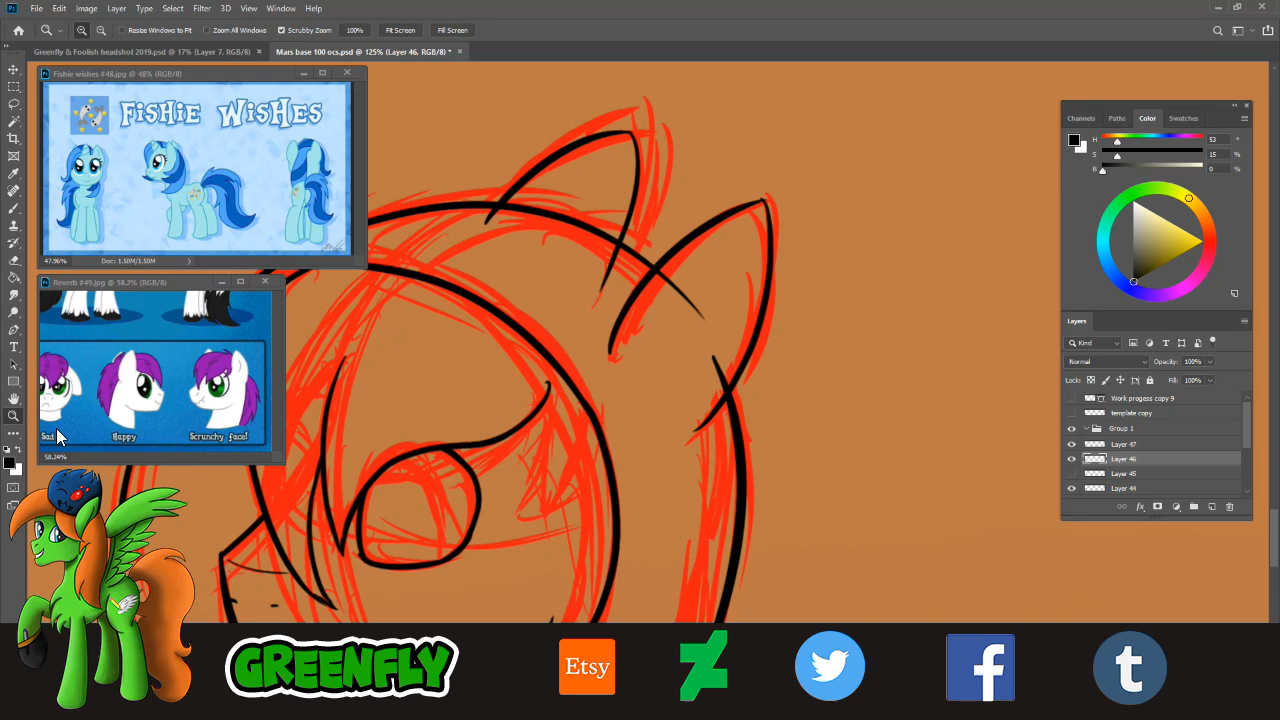 File Edit Image Layer Type Select Filter 3D View Window Help
Resize Windows to Fit Zoom All Windows Scrubby Zoom 100% Fit Screen Fill Screen
Greenfly & Foolish headshot 2019.psd @ 17% (Layer 7, RGB/8) × Mars base 100 ocs.psd @ 125% (Layer 46, RGB/8) * ×
Fishie wishes #48.jpg @ 48% (RGB/8)
FiSHiE WiSHES
47.96% Doc: 1.50M/1.50M
Reverb #49.jpg @ 58.2% (RGB/8)
Sad Happy Scrunchy face!
58.24%
Channels Paths Color Swatches
H 53 °
S 15 %
B 0 %
Layers
Kind
Normal Opacity: 100%
Lock: Fill: 100%
Work progess copy 9
template copy
Group 1
Layer 47
Layer 46
Layer 45
Layer 44
fx
GREENFLY
Etsy
f
t